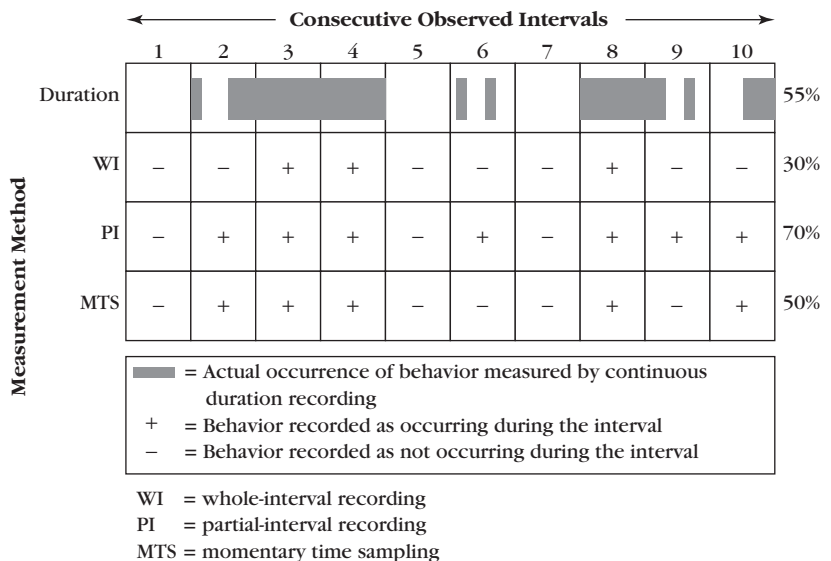 Consecutive Observed Intervals
1 2 3 4 5 6 7 8 9 10
Measurement Method
Duration 55%
WI – – + + – – – + – – 30%
PI – + + + – + – + + + 70%
MTS – + + + – – – + – + 50%
= Actual occurrence of behavior measured by continuous
duration recording
+ = Behavior recorded as occurring during the interval
– = Behavior recorded as not occurring during the interval
WI = whole-interval recording
PI = partial-interval recording
MTS = momentary time sampling